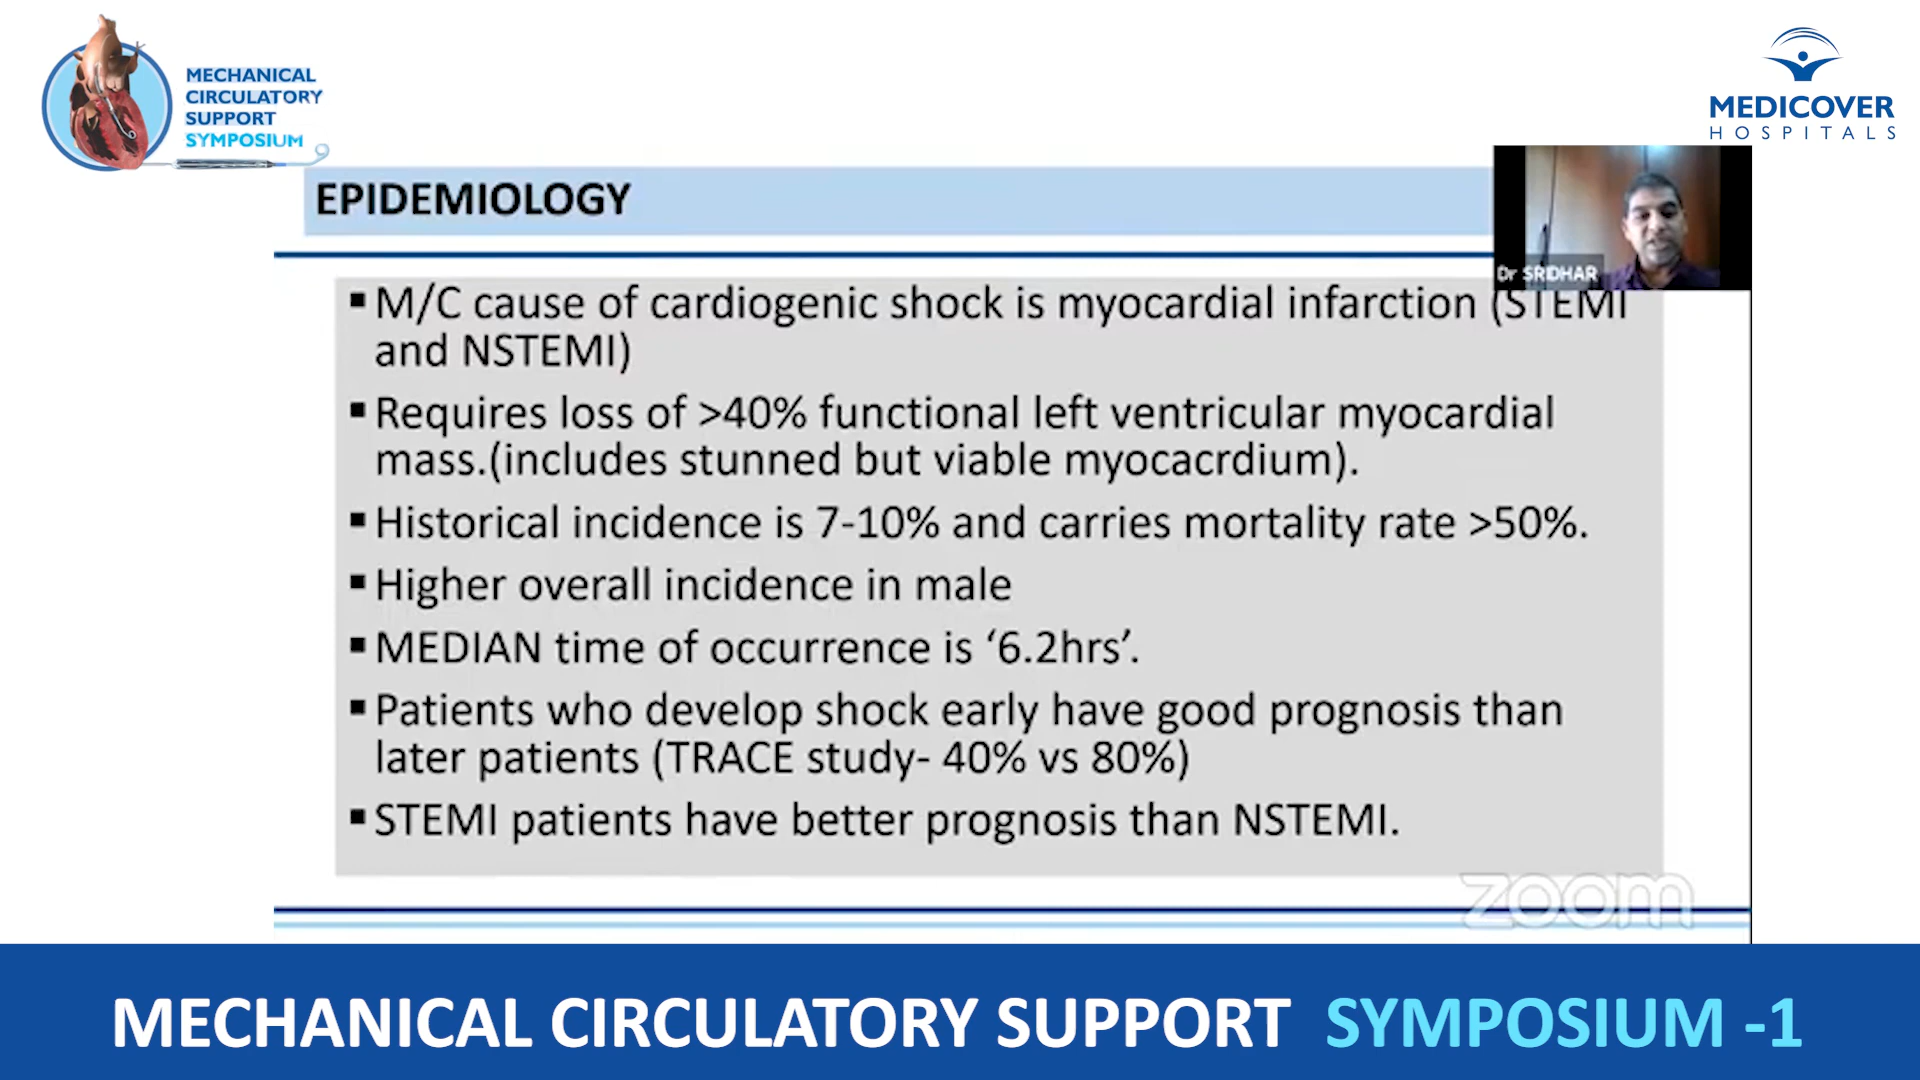 MECHANICAL
CIRCULATORY
SUPPORT
SYMPOSIUM
MEDICOVER
HOSPITALS
EPIDEMIOLOGY
Dr SRIDHAR
▪ M/C cause of cardiogenic shock is myocardial infarction (STEMI
and NSTEMI)
▪ Requires loss of >40% functional left ventricular myocardial
mass.(includes stunned but viable myocacrdium).
▪ Historical incidence is 7-10% and carries mortality rate >50%.
▪ Higher overall incidence in male
▪ MEDIAN time of occurrence is ‘6.2hrs’.
▪ Patients who develop shock early have good prognosis than
later patients (TRACE study- 40% vs 80%)
▪ STEMI patients have better prognosis than NSTEMI.
zoom
MECHANICAL CIRCULATORY SUPPORT SYMPOSIUM -1